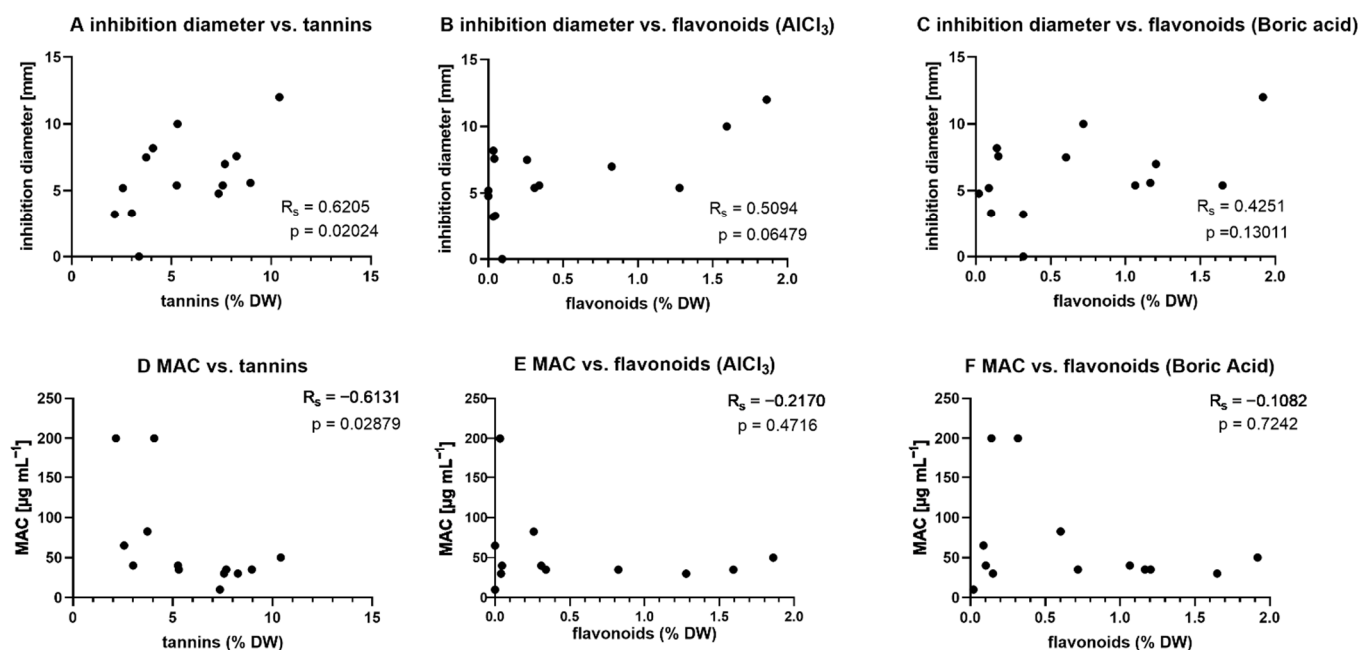 A inhibition diameter vs. tannins
inhibition diameter [mm]
15
10
5
0
R_s = 0.6205
p = 0.02024
0 5 10 15
tannins (% DW)
B inhibition diameter vs. flavonoids (AlCl₃)
inhibition diameter [mm]
15
10
5
0
R_s = 0.5094
p = 0.06479
0.0 0.5 1.0 1.5 2.0
flavonoids (% DW)
C inhibition diameter vs. flavonoids (Boric acid)
inhibition diameter [mm]
15
10
5
0
R_s = 0.4251
p =0.13011
0.0 0.5 1.0 1.5 2.0
flavonoids (% DW)
D MAC vs. tannins
MAC [µg mL⁻¹]
250
200
150
100
50
0
R_s = −0.6131
p = 0.02879
0 5 10 15
tannins (% DW)
E MAC vs. flavonoids (AlCl₃)
MAC [µg mL⁻¹]
250
200
150
100
50
0
R_s = −0.2170
p = 0.4716
0.0 0.5 1.0 1.5 2.0
flavonoids (% DW)
F MAC vs. flavonoids (Boric Acid)
MAC [µg mL⁻¹]
250
200
150
100
50
0
R_s = −0.1082
p = 0.7242
0.0 0.5 1.0 1.5 2.0
flavonoids (% DW)